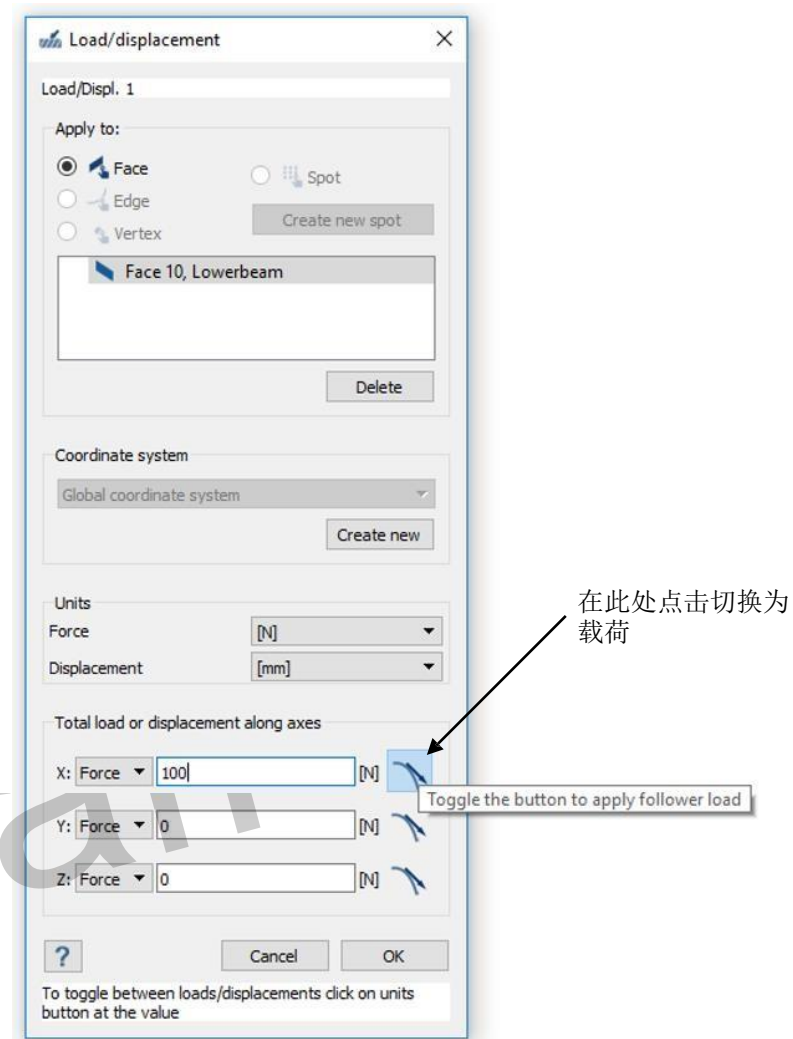 Load/displacement
Load/Displ. 1
Apply to:
Face
Spot
Edge
Create new spot
Vertex
Face 10, Lowerbeam
Delete
Coordinate system
Global coordinate system
Create new
Units
Force [N]
Displacement [mm]
在此处点击切换为
载荷
Total load or displacement along axes
X: Force 100 [N]
Toggle the button to apply follower load
Y: Force 0 [N]
Z: Force 0 [N]
? Cancel OK
To toggle between loads/displacements click on units
button at the value